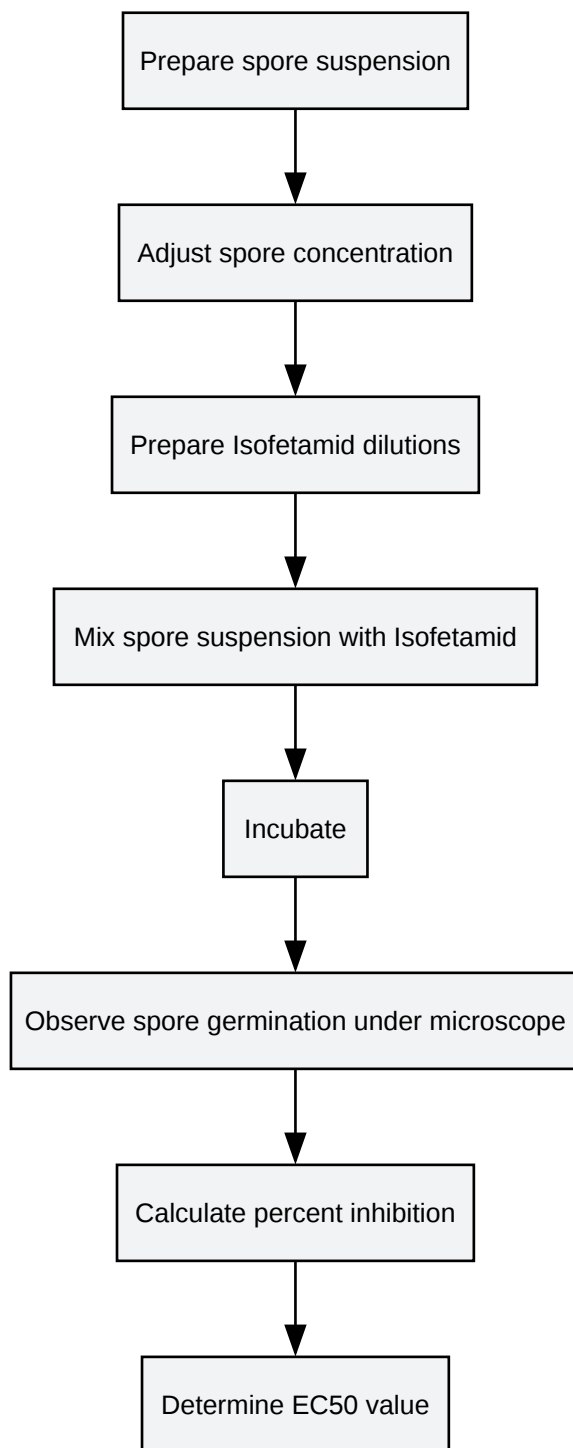 Prepare spore suspension
Adjust spore concentration
Prepare Isofetamid dilutions
Mix spore suspension with Isofetamid
Incubate
Observe spore germination under microscope
Calculate percent inhibition
Determine EC50 value